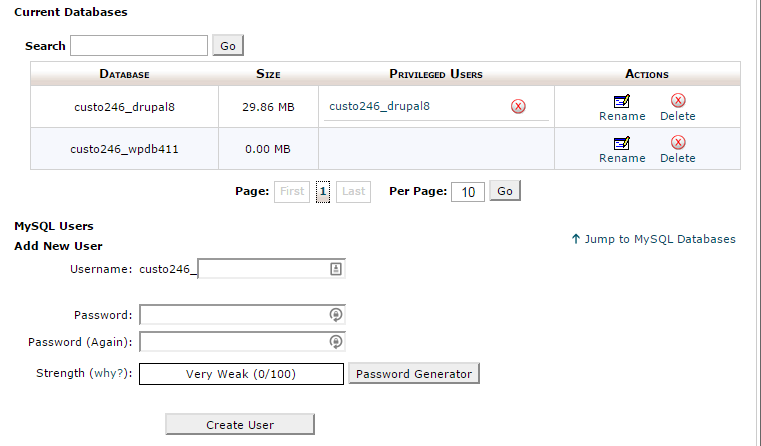 Current Databases
Search Go
Database Size Privileged Users Actions
custo246_drupal8 29.86 MB custo246_drupal8 Rename Delete
custo246_wpdb411 0.00 MB Rename Delete
Page: First 1 Last Per Page: 10 Go
MySQL Users
↑ Jump to MySQL Databases
Add New User
Username: custo246_
Password:
Password (Again):
Strength (why?): Very Weak (0/100) Password Generator
Create User